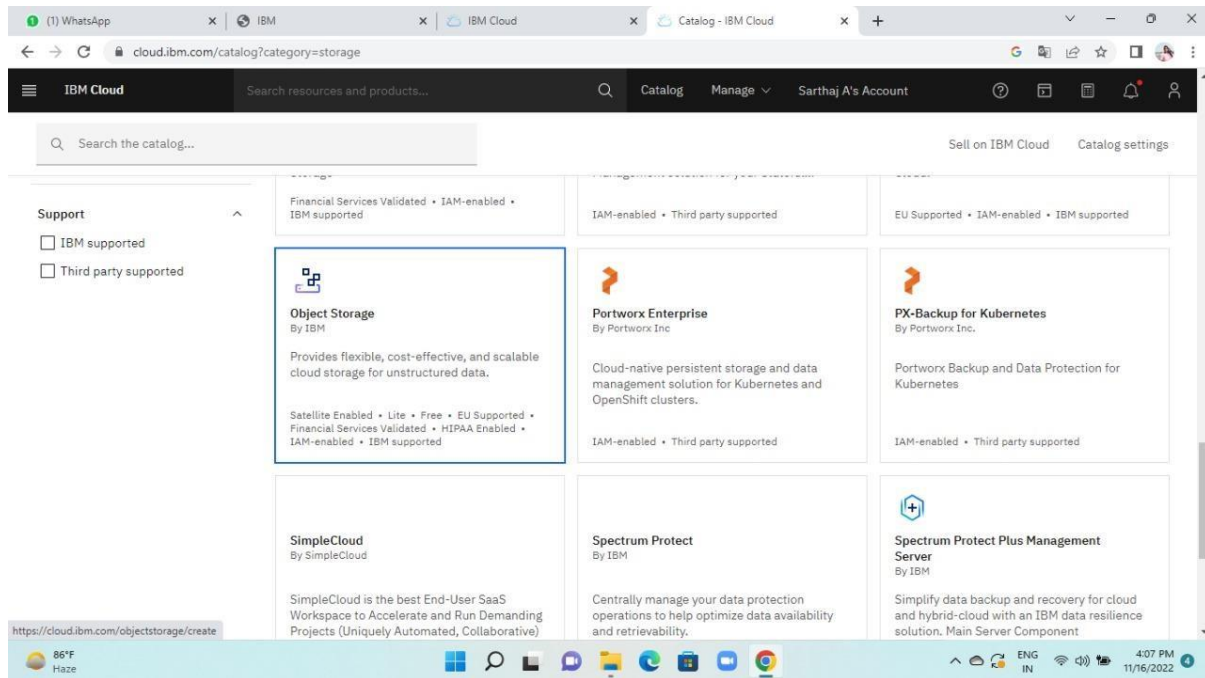 (1) WhatsApp
IBM
IBM Cloud
Catalog - IBM Cloud
cloud.ibm.com/catalog?category=storage
IBM Cloud
Search resources and products...
Catalog
Manage
Sarthaj A's Account
Search the catalog...
Sell on IBM Cloud
Catalog settings
Support
IBM supported
Third party supported
Financial Services Validated • IAM-enabled •
IBM supported
IAM-enabled • Third party supported
EU Supported • IAM-enabled • IBM supported
Object Storage
By IBM
Provides flexible, cost-effective, and scalable
cloud storage for unstructured data.
Satellite Enabled • Lite • Free • EU Supported •
Financial Services Validated • HIPAA Enabled •
IAM-enabled • IBM supported
Portworx Enterprise
By Portworx Inc
Cloud-native persistent storage and data
management solution for Kubernetes and
OpenShift clusters.
IAM-enabled • Third party supported
PX-Backup for Kubernetes
By Portworx Inc.
Portworx Backup and Data Protection for
Kubernetes
IAM-enabled • Third party supported
SimpleCloud
By SimpleCloud
SimpleCloud is the best End-User SaaS
Workspace to Accelerate and Run Demanding
Projects (Uniquely Automated, Collaborative)
Spectrum Protect
By IBM
Centrally manage your data protection
operations to help optimize data availability
and retrievability.
Spectrum Protect Plus Management
Server
By IBM
Simplify data backup and recovery for cloud
and hybrid-cloud with an IBM data resilience
solution. Main Server Component
https://cloud.ibm.com/objectstorage/create
86°F
Haze
ENG
IN
4:07 PM
11/16/2022
4